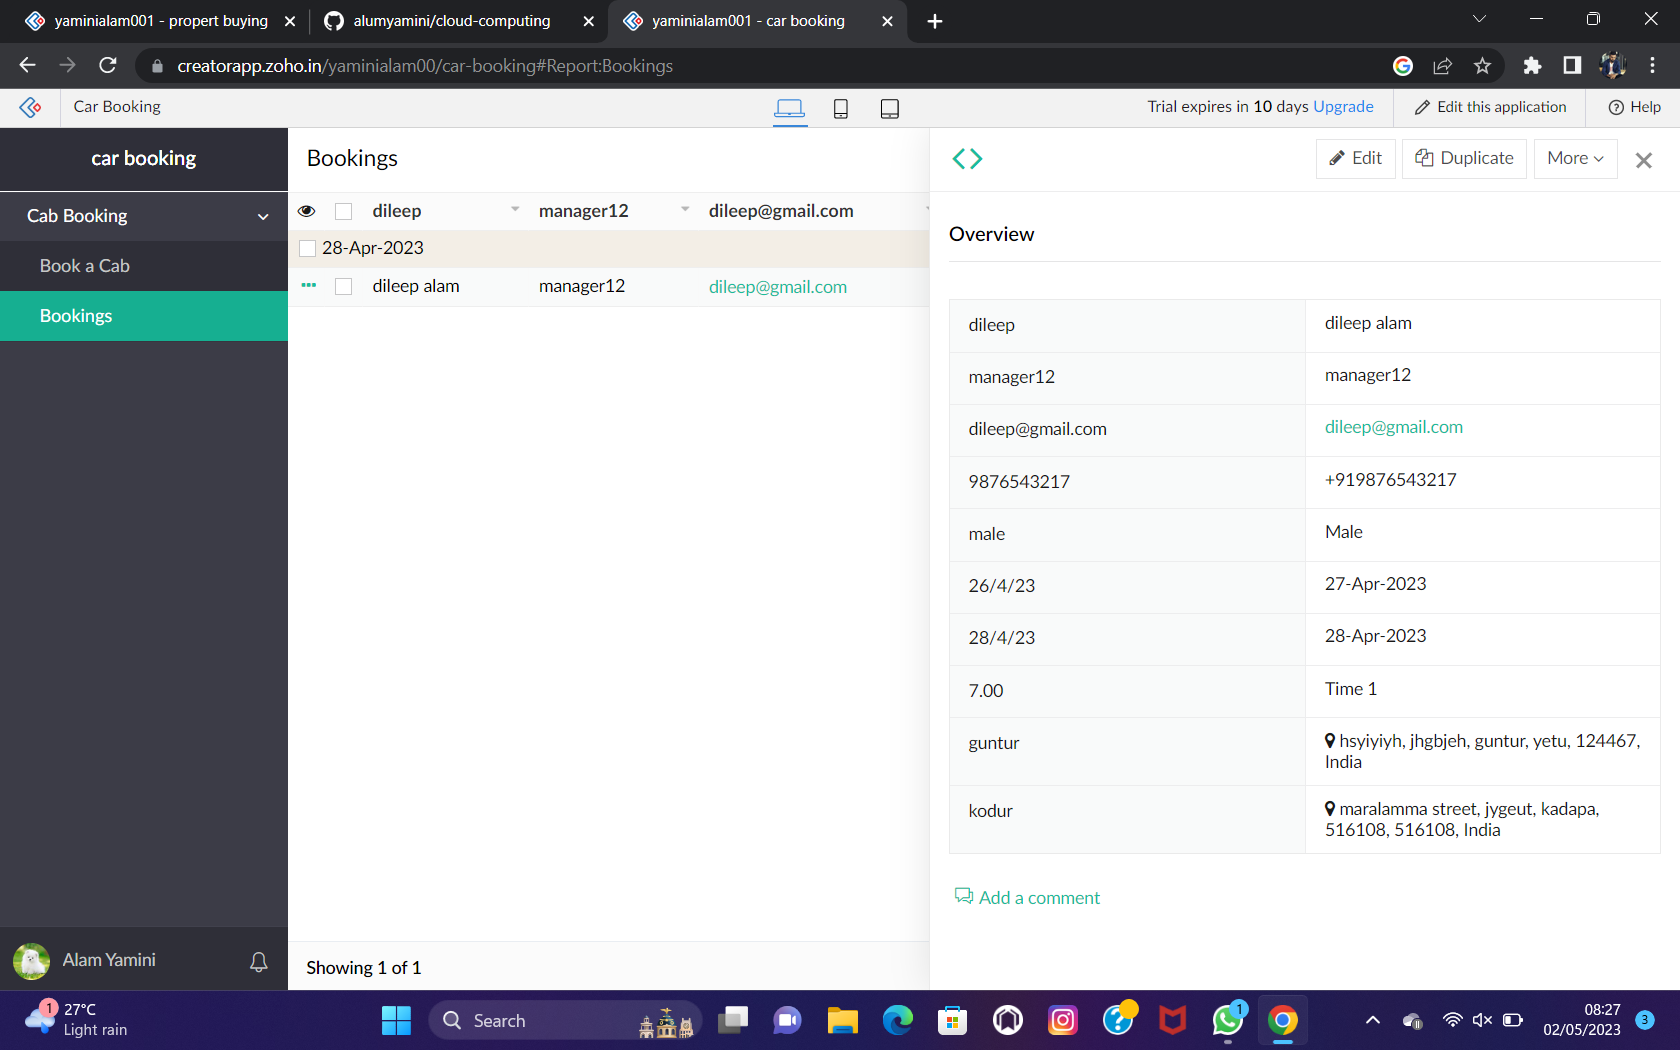 yaminialam001 - propert buying
alumyamini/cloud-computing
yaminialam001 - car booking
creatorapp.zoho.in/yaminialam00/car-booking#Report:Bookings
Car Booking
Trial expires in 10 days Upgrade
Edit this application
Help
car booking
Cab Booking
Book a Cab
Bookings
Alam Yamini
Bookings
dileep manager12 dileep@gmail.com
28-Apr-2023
dileep alam manager12 dileep@gmail.com
Showing 1 of 1
Edit Duplicate More
Overview
dileep dileep alam
manager12 manager12
dileep@gmail.com dileep@gmail.com
9876543217 +919876543217
male Male
26/4/23 27-Apr-2023
28/4/23 28-Apr-2023
7.00 Time 1
guntur hsyiyiyh, jhgbjeh, guntur, yetu, 124467,
India
kodur maralamma street, jygeut, kadapa,
516108, 516108, India
Add a comment
1
27°C
Light rain
Search
1
08:27
02/05/2023
3